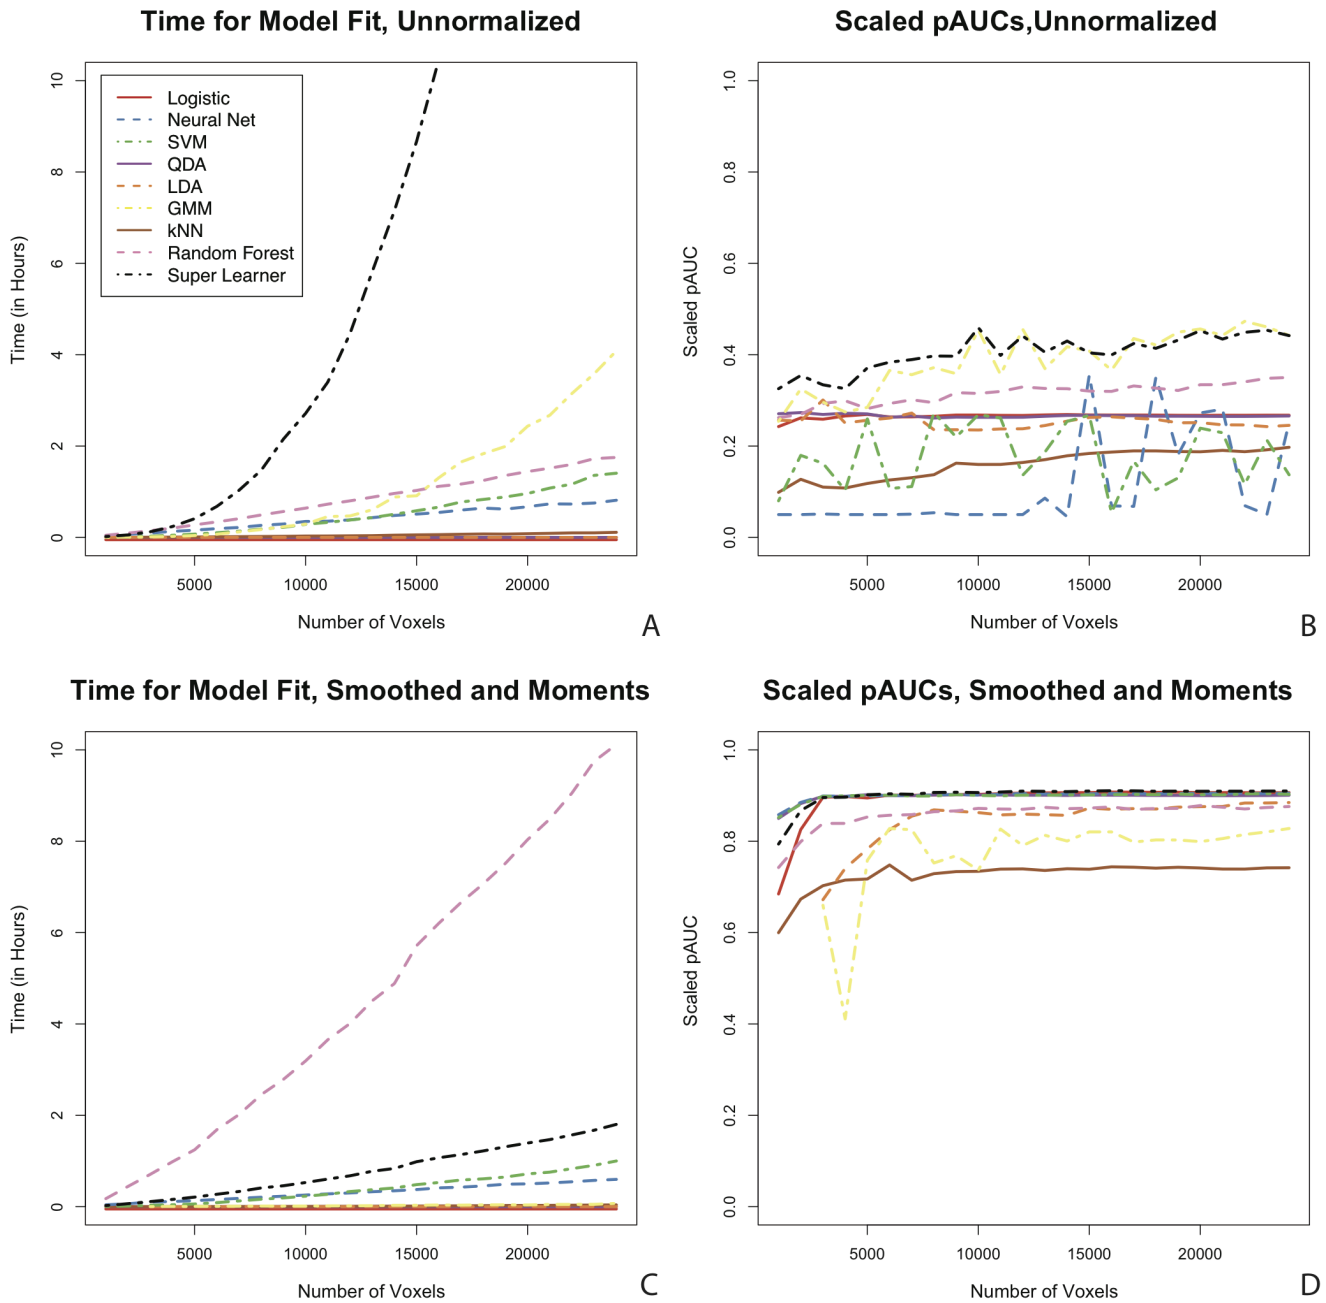 Time for Model Fit, Unnormalized
Time (in Hours)
0 2 4 6 8 10
Logistic
Neural Net
SVM
QDA
LDA
GMM
kNN
Random Forest
Super Learner
5000 10000 15000 20000
Number of Voxels
A
Scaled pAUCs,Unnormalized
Scaled pAUC
0.0 0.2 0.4 0.6 0.8 1.0
5000 10000 15000 20000
Number of Voxels
B
Time for Model Fit, Smoothed and Moments
Time (in Hours)
0 2 4 6 8 10
5000 10000 15000 20000
Number of Voxels
C
Scaled pAUCs, Smoothed and Moments
Scaled pAUC
0.0 0.2 0.4 0.6 0.8 1.0
5000 10000 15000 20000
Number of Voxels
D